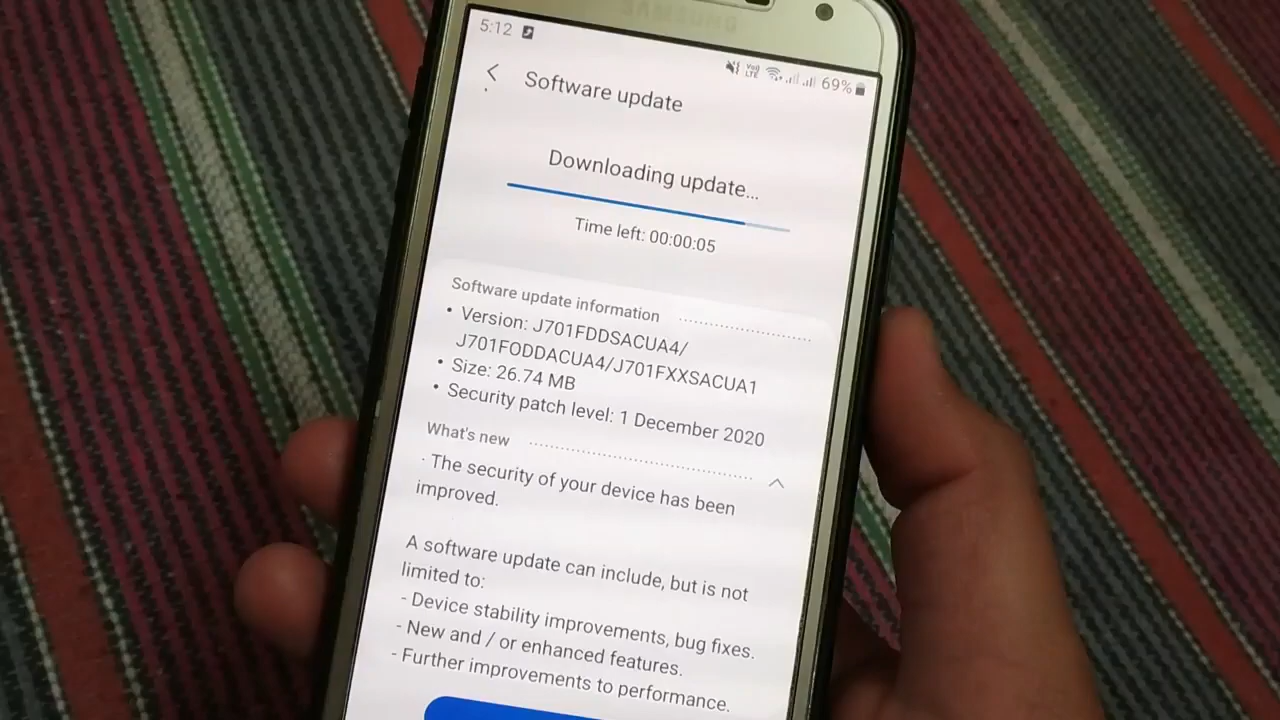 SAMSUNG
5:12
Voo LTE 69%
Software update
Downloading update...
Time left: 00:00:05
Software update information
• Version: J701FDDSACUA4/
J701FODDACUA4/J701FXXSACUA1
• Size: 26.74 MB
• Security patch level: 1 December 2020
What's new
· The security of your device has been
improved.
A software update can include, but is not
limited to:
- Device stability improvements, bug fixes.
- New and / or enhanced features.
- Further improvements to performance.